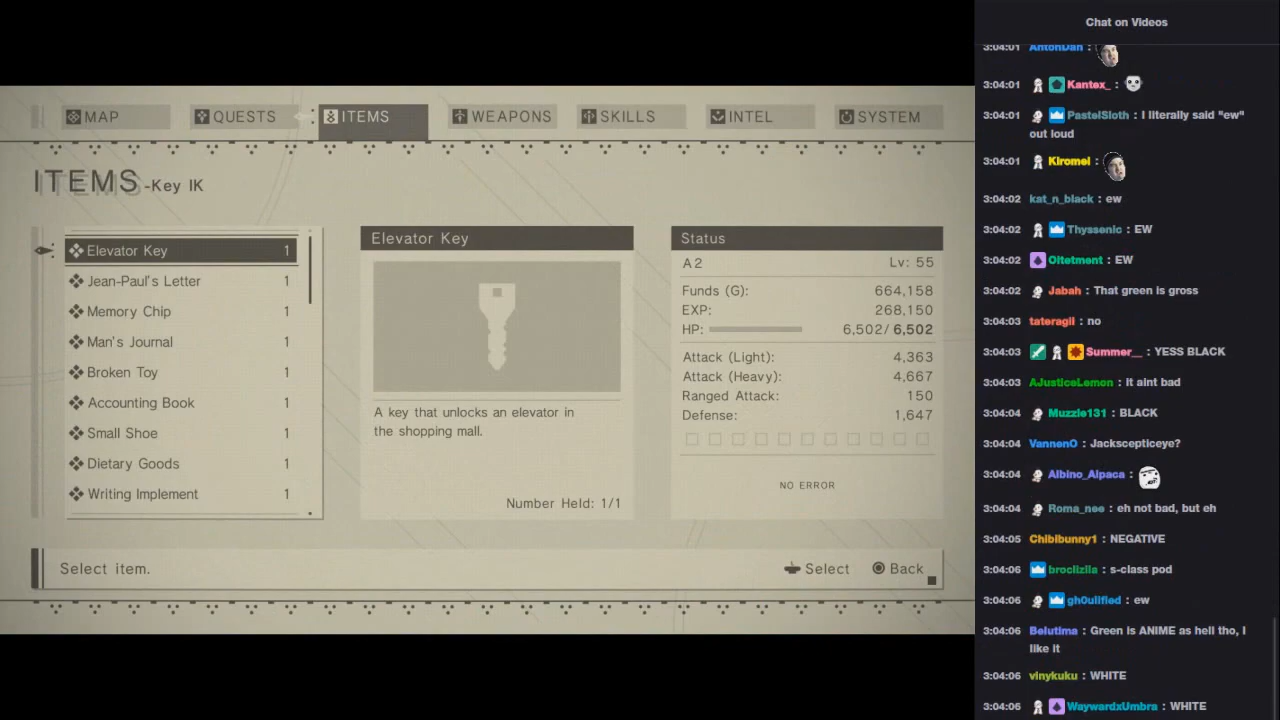 MAP
QUESTS
ITEMS
WEAPONS
SKILLS
INTEL
SYSTEM
ITEMS -Key IK
Elevator Key 1
Jean-Paul's Letter 1
Memory Chip 1
Man's Journal 1
Broken Toy 1
Accounting Book 1
Small Shoe 1
Dietary Goods 1
Writing Implement 1
Elevator Key
A key that unlocks an elevator in
the shopping mall.
Number Held: 1/1
Status
A2 Lv: 55
Funds (G): 664,158
EXP: 268,150
HP: 6,502/ 6,502
Attack (Light): 4,363
Attack (Heavy): 4,667
Ranged Attack: 150
Defense: 1,647
NO ERROR
Select item.
Select
Back
Chat on Videos
3:04:01 AntonDan :
3:04:01 Kantex_ :
3:04:01 PastelSloth : I literally said "ew"
out loud
3:04:01 Kiromei :
3:04:02 kat_n_black : ew
3:04:02 Thyssenic : EW
3:04:02 Oitetment : EW
3:04:02 Jabah : That green is gross
3:04:03 tateragii : no
3:04:03 Summer__ : YESS BLACK
3:04:03 AJusticeLemon : it aint bad
3:04:04 Muzzle131 : BLACK
3:04:04 VannenO : Jackscepticeye?
3:04:04 Albino_Alpaca :
3:04:04 Roma_nee : eh not bad, but eh
3:04:05 Chibibunny1 : NEGATIVE
3:04:06 broclizila : s-class pod
3:04:06 gh0ulified : ew
3:04:06 Belutima : Green is ANIME as hell tho, I
like it
3:04:06 vinykuku : WHITE
3:04:06 WaywardxUmbra : WHITE